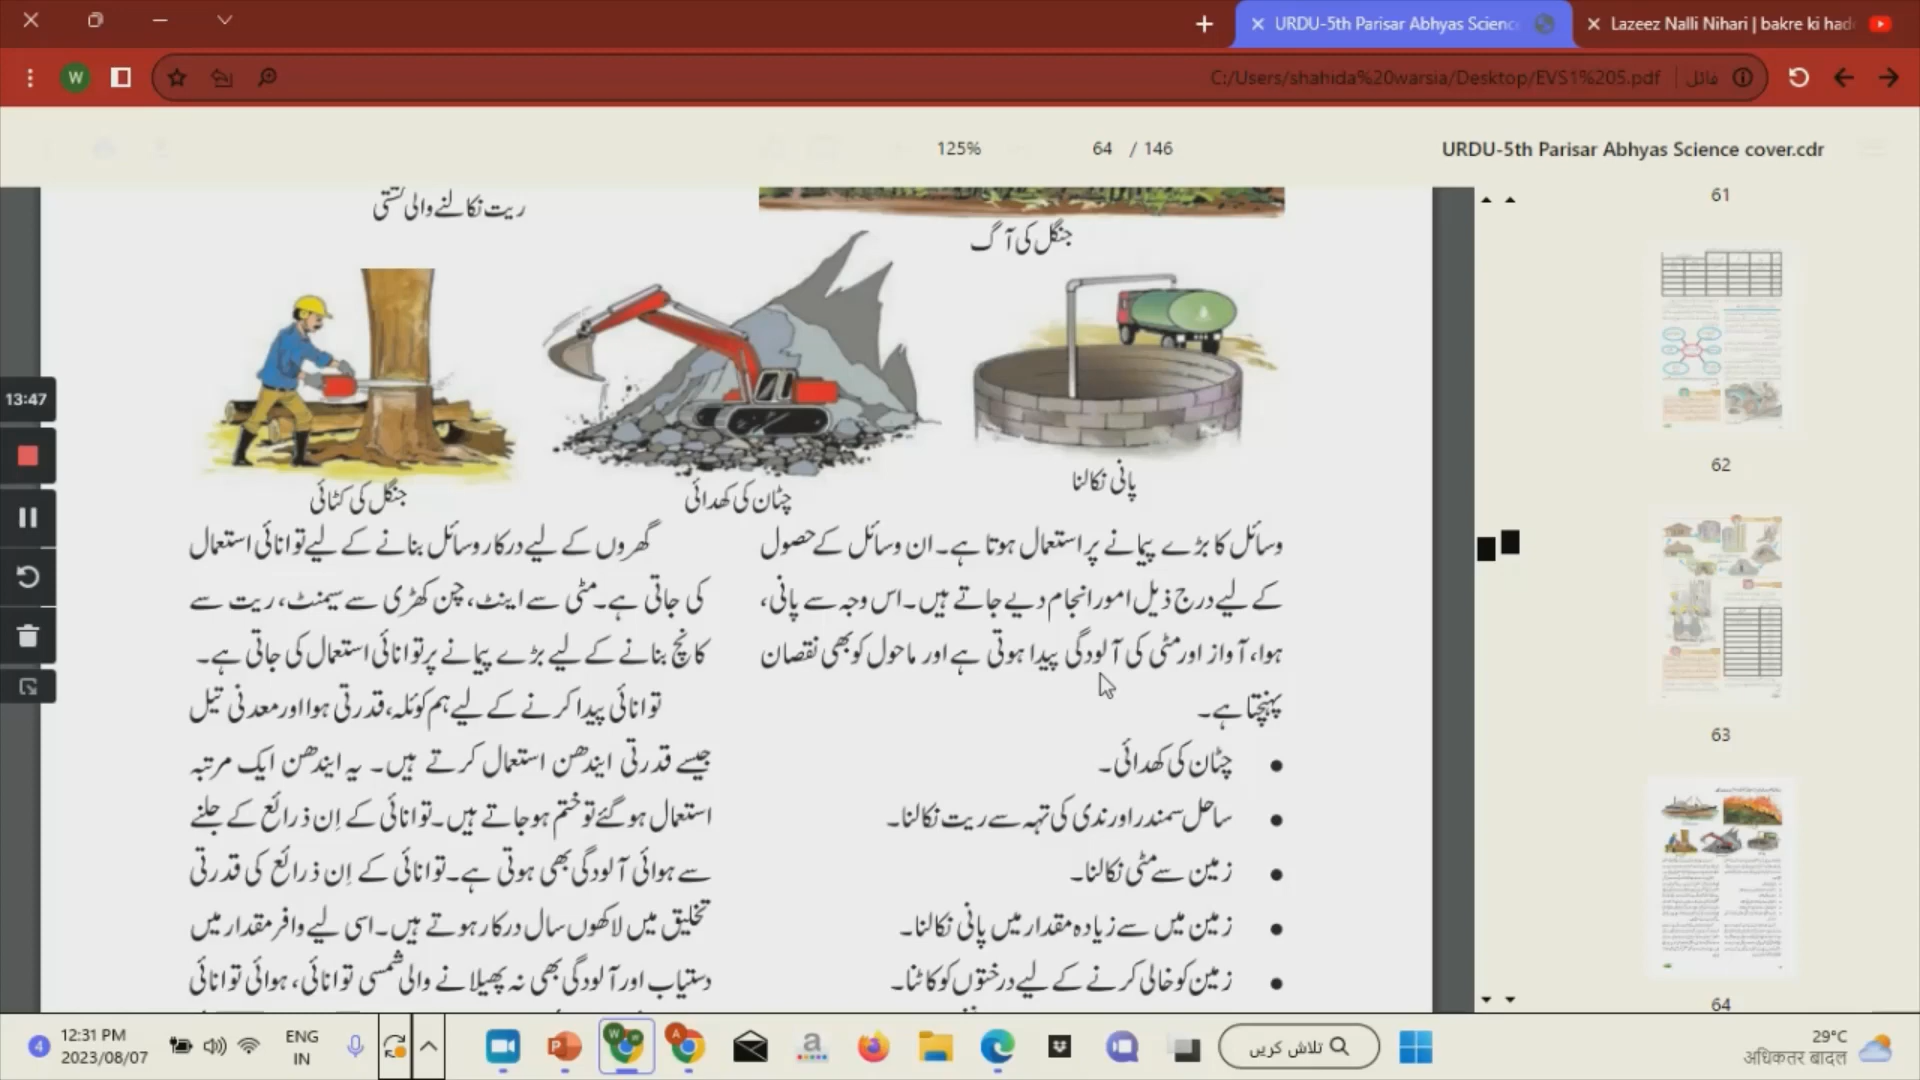 URDU-5th Parisar Abhyas Science
Lazeez Nalli Nihari | bakre ki had
W
C:/Users/shahida%20warsia/Desktop/EVS1%205.pdf
فائل
125%
64 / 146
URDU-5th Parisar Abhyas Science cover.cdr
ریت نکالنے والی کشتی
جنگل کی آگ
جنگل کی کٹائی
چٹان کی کھدائی
پانی نکالنا
وسائل کا بڑے پیمانے پر استعمال ہوتا ہے۔ ان وسائل کے حصول
کے لیے درج ذیل امور انجام دیے جاتے ہیں۔ اس وجہ سے پانی،
ہوا، آواز اور مٹی کی آلودگی پیدا ہوتی ہے اور ماحول کو بھی نقصان
پہنچتا ہے۔
• چٹان کی کھدائی۔
• ساحل سمندر اور ندی کی تہہ سے ریت نکالنا۔
• زمین سے مٹی نکالنا۔
• زمین میں سے زیادہ مقدار میں پانی نکالنا۔
• زمین کو خالی کرنے کے لیے درختوں کو کاٹنا۔
گھروں کے لیے درکار وسائل بنانے کے لیے توانائی استعمال
کی جاتی ہے۔ مٹی سے اینٹ، چن کھڑی سے سیمنٹ، ریت سے
کانچ بنانے کے لیے بڑے پیمانے پر توانائی استعمال کی جاتی ہے۔
توانائی پیدا کرنے کے لیے ہم کوئلہ، قدرتی ہوا اور معدنی تیل
جیسے قدرتی ایندھن استعمال کرتے ہیں۔ یہ ایندھن ایک مرتبہ
استعمال ہو گئے تو ختم ہو جاتے ہیں۔ توانائی کے اِن ذرائع کے جلنے
سے ہوائی آلودگی بھی ہوتی ہے۔ توانائی کے اِن ذرائع کی قدرتی
تخلیق میں لاکھوں سال درکار ہوتے ہیں۔ اسی لیے وافر مقدار میں
دستیاب اور آلودگی بھی نہ پھیلانے والی شمسی توانائی، ہوائی توانائی
61
62
63
64
13:47
4
12:31 PM
2023/08/07
ENG
IN
تلاش کریں
29°C
अधिकतर बादल